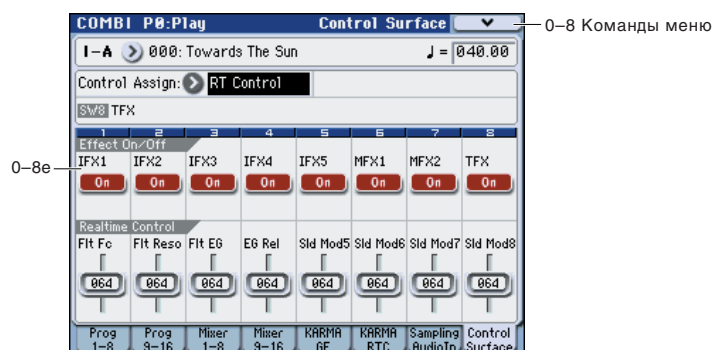 COMBI P0:Play Control Surface
0–8 Команды меню
I-A 000: Towards The Sun ♩= 040.00
Control Assign: RT Control
SW8 TFX
1 2 3 4 5 6 7 8
Effect On/Off
0–8e
IFX1 IFX2 IFX3 IFX4 IFX5 MFX1 MFX2 TFX
On On On On On On On On
Realtime Control
Flt Fc Flt Reso Flt EG EG Rel Sld Mod5 Sld Mod6 Sld Mod7 Sld Mod8
064 064 064 064 064 064 064 064
Prog Prog Mixer Mixer KARMA KARMA Sampling Control
1-8 9-16 1-8 9-16 GE RTC AudioIn Surface